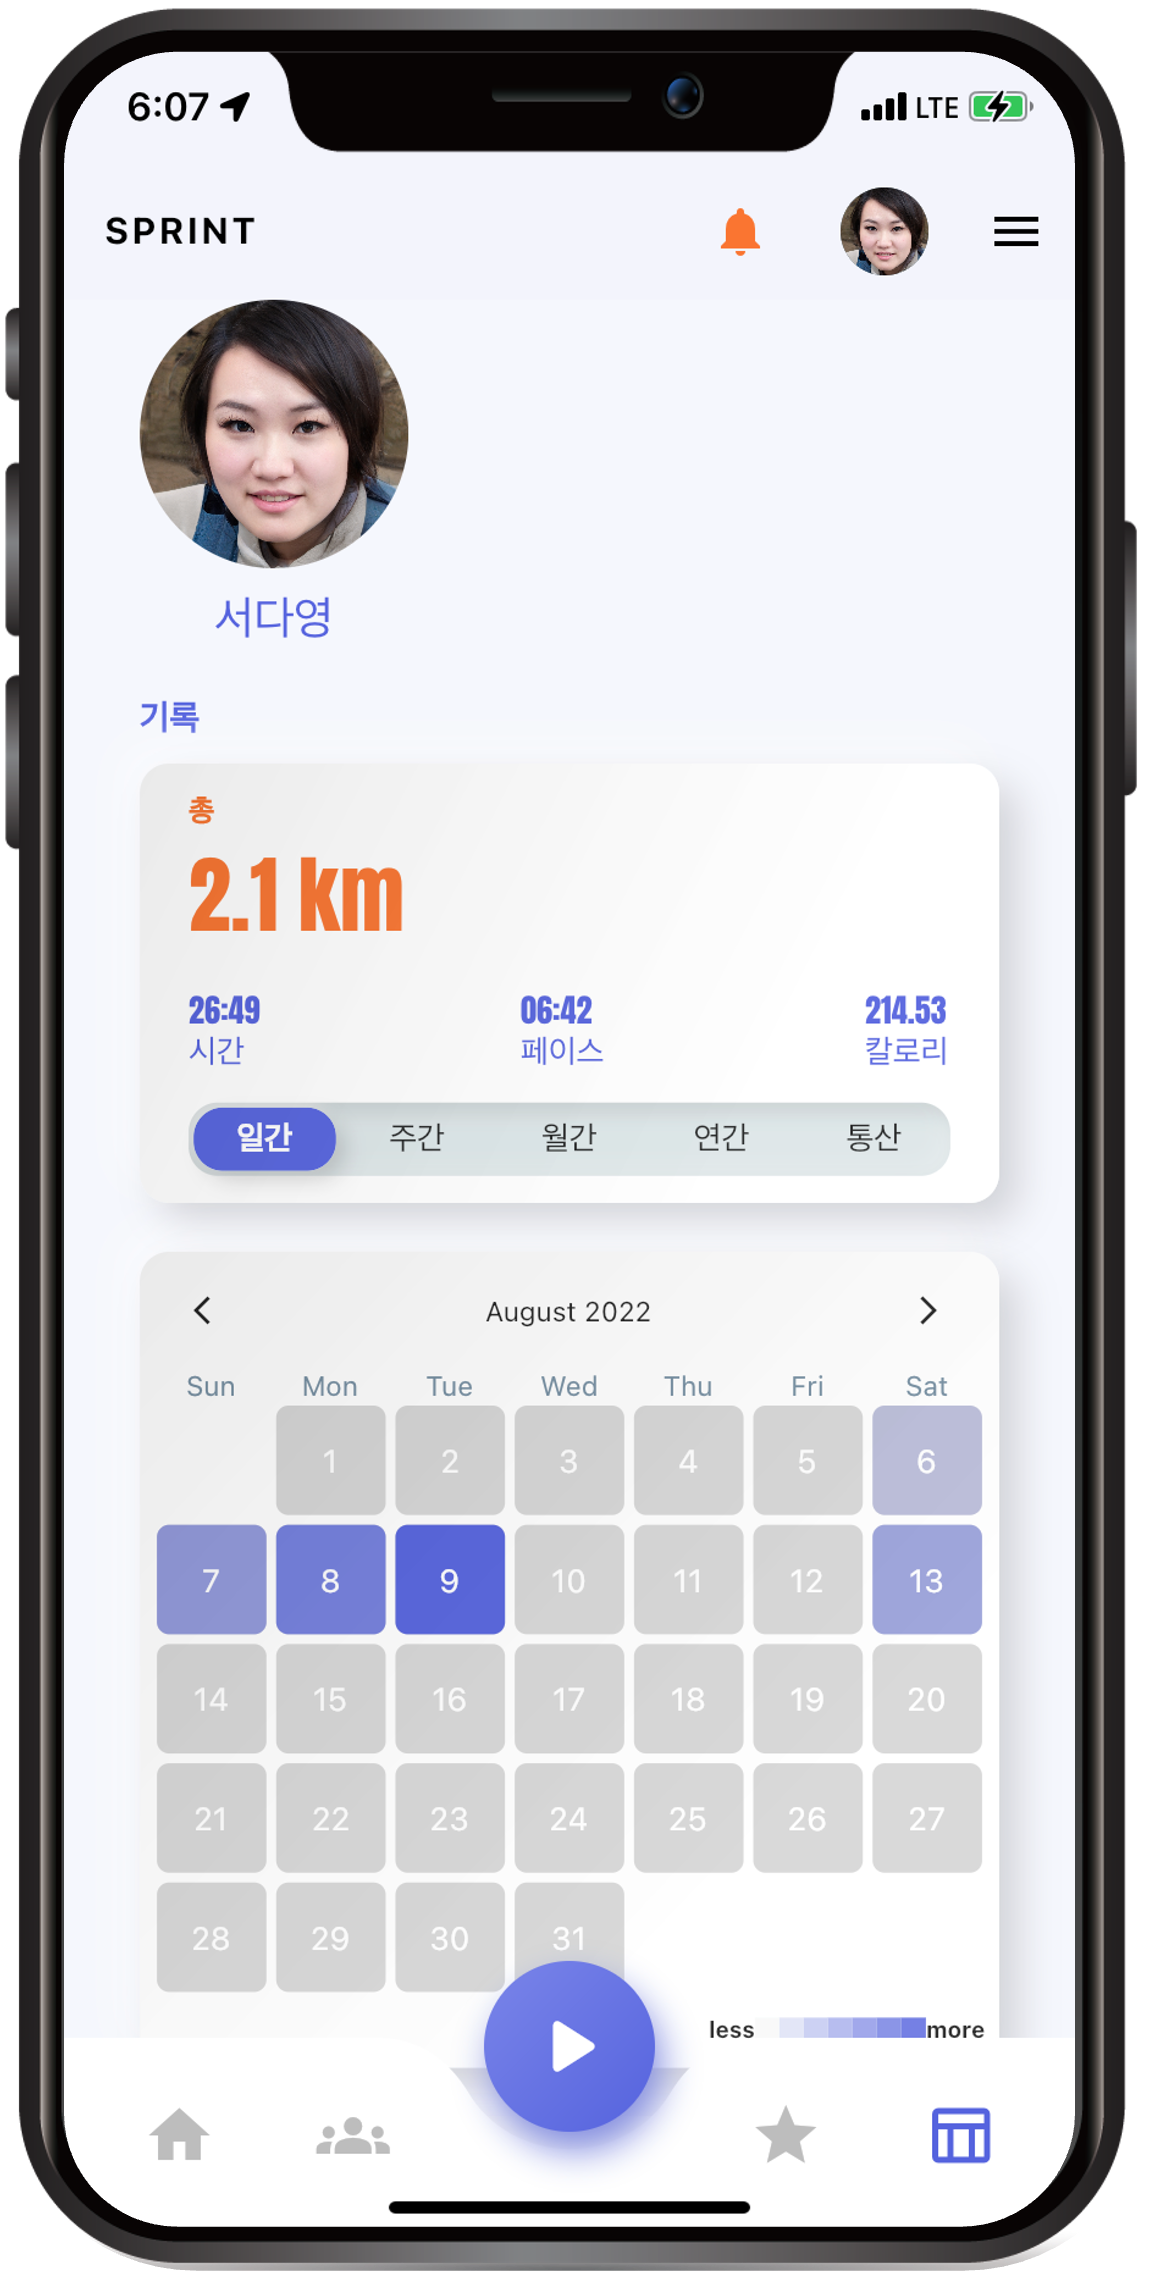 6:07 LTE
SPRINT
서다영
기록
총
2.1 km
26:49 06:42 214.53
시간 페이스 칼로리
일간 주간 월간 연간 통산
August 2022
Sun Mon Tue Wed Thu Fri Sat
1 2 3 4 5 6
7 8 9 10 11 12 13
14 15 16 17 18 19 20
21 22 23 24 25 26 27
28 29 30 31
less more